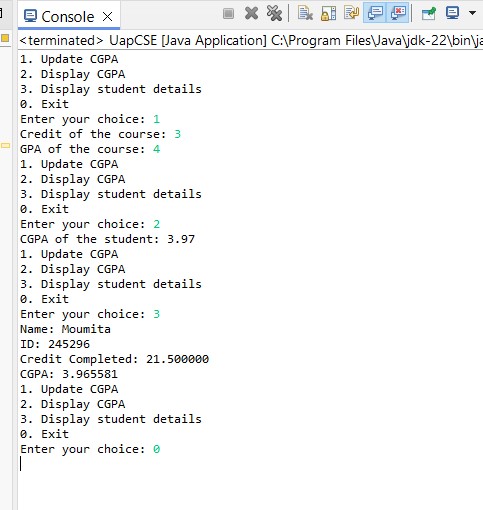 Console
<terminated> UapCSE [Java Application] C:\Program Files\Java\jdk-22\bin\ja
1. Update CGPA
2. Display CGPA
3. Display student details
0. Exit
Enter your choice: 1
Credit of the course: 3
GPA of the course: 4
1. Update CGPA
2. Display CGPA
3. Display student details
0. Exit
Enter your choice: 2
CGPA of the student: 3.97
1. Update CGPA
2. Display CGPA
3. Display student details
0. Exit
Enter your choice: 3
Name: Moumita
ID: 245296
Credit Completed: 21.500000
CGPA: 3.965581
1. Update CGPA
2. Display CGPA
3. Display student details
0. Exit
Enter your choice: 0